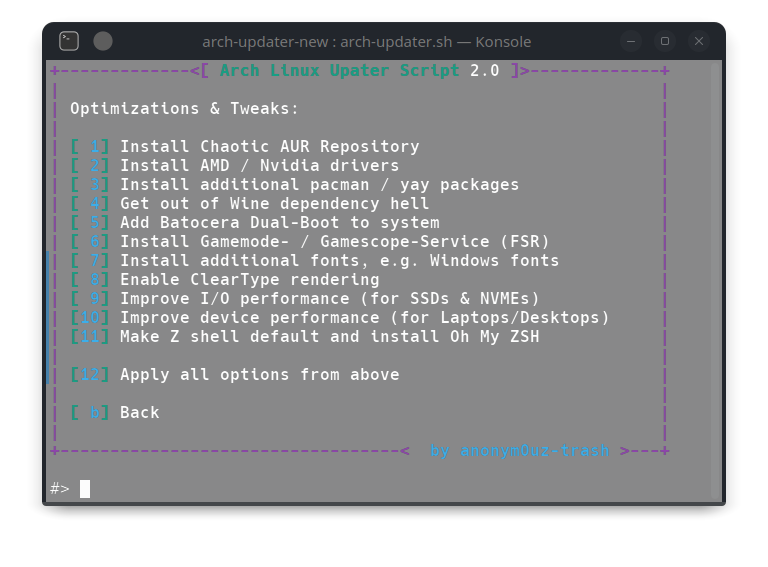 arch-updater-new : arch-updater.sh — Konsole
+-------------<[ Arch Linux Upater Script 2.0 ]>-------------+
Optimizations & Tweaks:
[ 1] Install Chaotic AUR Repository
[ 2] Install AMD / Nvidia drivers
[ 3] Install additional pacman / yay packages
[ 4] Get out of Wine dependency hell
[ 5] Add Batocera Dual-Boot to system
[ 6] Install Gamemode- / Gamescope-Service (FSR)
[ 7] Install additional fonts, e.g. Windows fonts
[ 8] Enable ClearType rendering
[ 9] Improve I/O performance (for SSDs & NVMEs)
[10] Improve device performance (for Laptops/Desktops)
[11] Make Z shell default and install Oh My ZSH
[12] Apply all options from above
[ b] Back
+----------------------------------<  by anonym0uz-trash >---+
#>